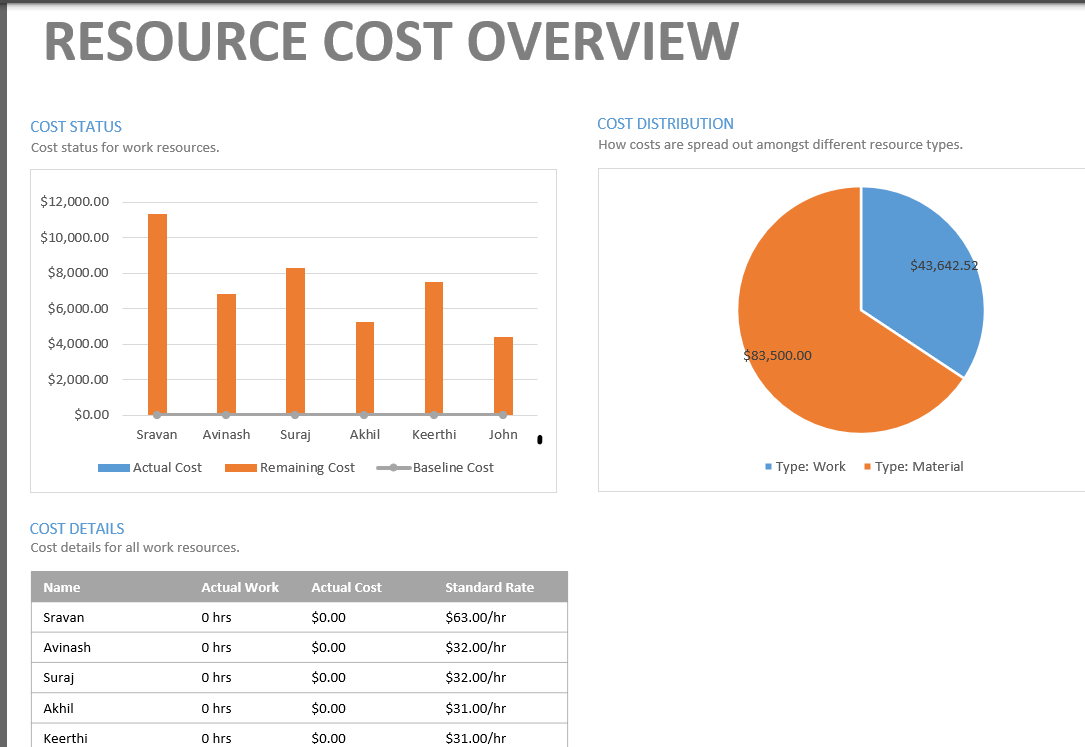 RESOURCE COST OVERVIEW
COST STATUS
Cost status for work resources.
$12,000.00
$10,000.00
$8,000.00
$6,000.00
$4,000.00
$2,000.00
$0.00
Sravan Avinash Suraj Akhil Keerthi John
Actual Cost Remaining Cost Baseline Cost
COST DISTRIBUTION
How costs are spread out amongst different resource types.
$43,642.52
$83,500.00
Type: Work Type: Material
COST DETAILS
Cost details for all work resources.
Name Actual Work Actual Cost Standard Rate
Sravan 0 hrs $0.00 $63.00/hr
Avinash 0 hrs $0.00 $32.00/hr
Suraj 0 hrs $0.00 $32.00/hr
Akhil 0 hrs $0.00 $31.00/hr
Keerthi 0 hrs $0.00 $31.00/hr